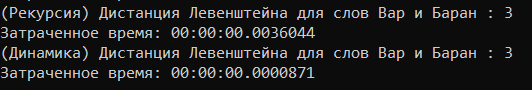 (Рекурсия) Дистанция Левенштейна для слов Вар и Баран : 3
Затраченное время: 00:00:00.0036044
(Динамика) Дистанция Левенштейна для слов Вар и Баран : 3
Затраченное время: 00:00:00.0000871